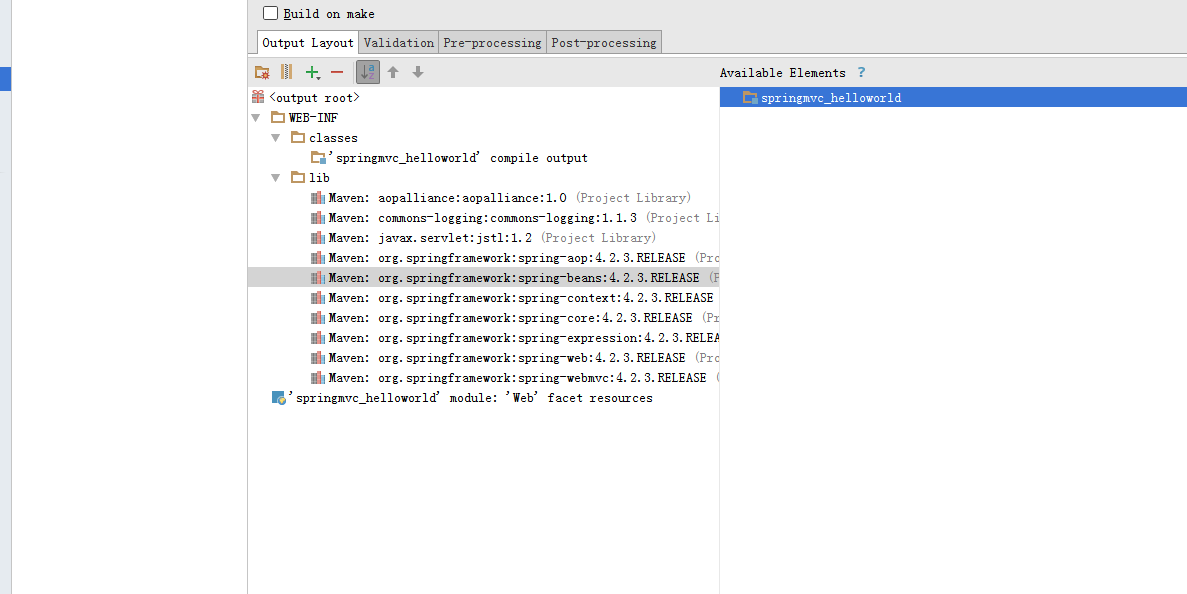 Build on make
Output Layout Validation Pre-processing Post-processing
Available Elements ?
<output root>
WEB-INF
classes
'springmvc_helloworld' compile output
lib
Maven: aopalliance:aopalliance:1.0 (Project Library)
Maven: commons-logging:commons-logging:1.1.3 (Project Li
Maven: javax.servlet:jstl:1.2 (Project Library)
Maven: org.springframework:spring-aop:4.2.3.RELEASE (Pro
Maven: org.springframework:spring-beans:4.2.3.RELEASE (P
Maven: org.springframework:spring-context:4.2.3.RELEASE
Maven: org.springframework:spring-core:4.2.3.RELEASE (Pr
Maven: org.springframework:spring-expression:4.2.3.RELEA
Maven: org.springframework:spring-web:4.2.3.RELEASE (Pro
Maven: org.springframework:spring-webmvc:4.2.3.RELEASE (
'springmvc_helloworld' module: 'Web' facet resources
springmvc_helloworld